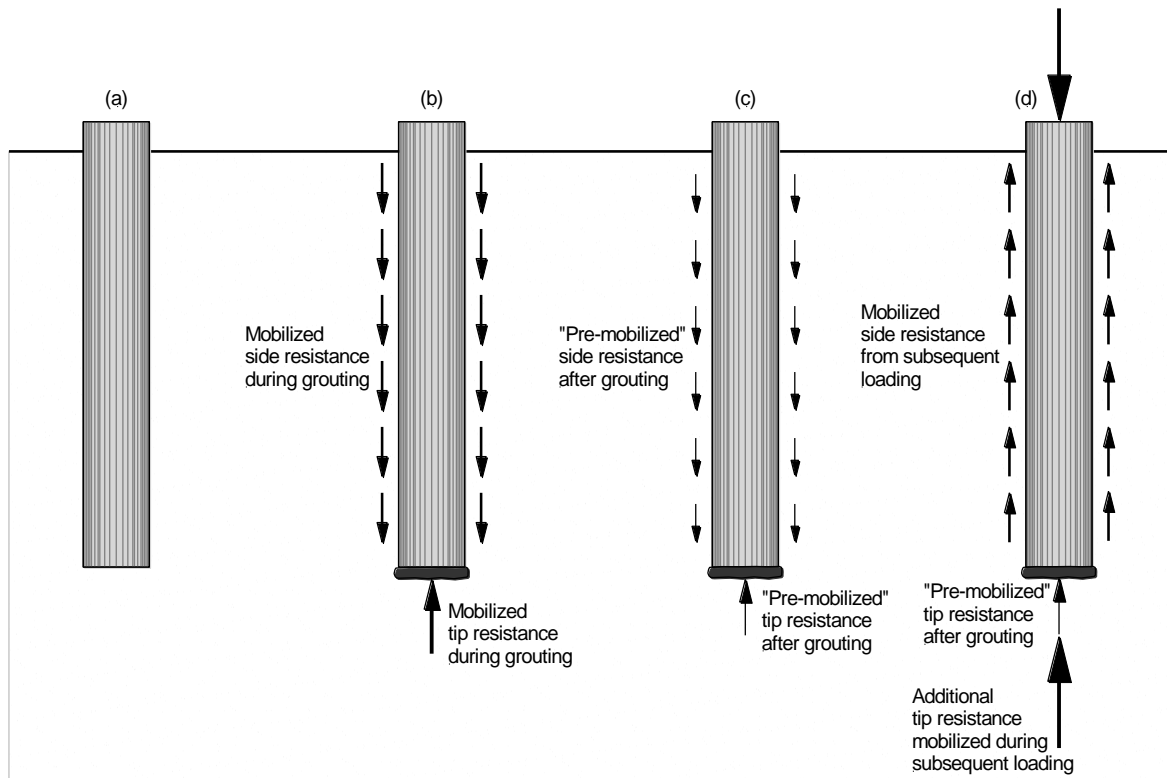 (a)
(b)
(c)
(d)
Mobilized
side resistance
during grouting
"Pre-mobilized"
side resistance
after grouting
Mobilized
side resistance
from subsequent
loading
Mobilized
tip resistance
during grouting
"Pre-mobilized"
tip resistance
after grouting
"Pre-mobilized"
tip resistance
after grouting
Additional
tip resistance
mobilized during
subsequent loading